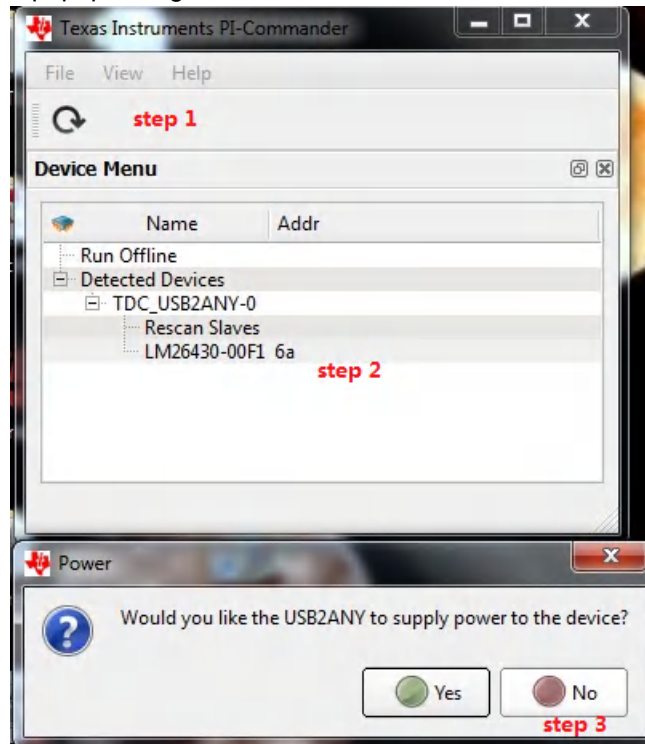 Texas Instruments PI-Commander
File View Help
step 1
Device Menu
Name Addr
Run Offline
Detected Devices
TDC_USB2ANY-0
Rescan Slaves
LM26430-00F1 6a
step 2
Power
Would you like the USB2ANY to supply power to the device?
Yes No
step 3